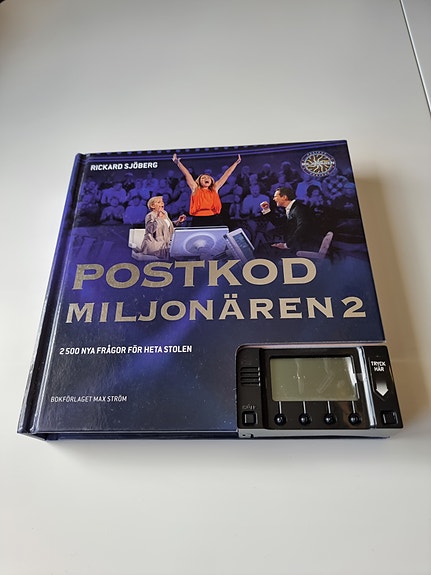 RICKARD SJÖBERG
POSTKOD
MILJONÄREN 2
2 500 NYA FRÅGOR FÖR HETA STOLEN
BOKFÖRLAGET MAX STRÖM
TRYCK
HÄR